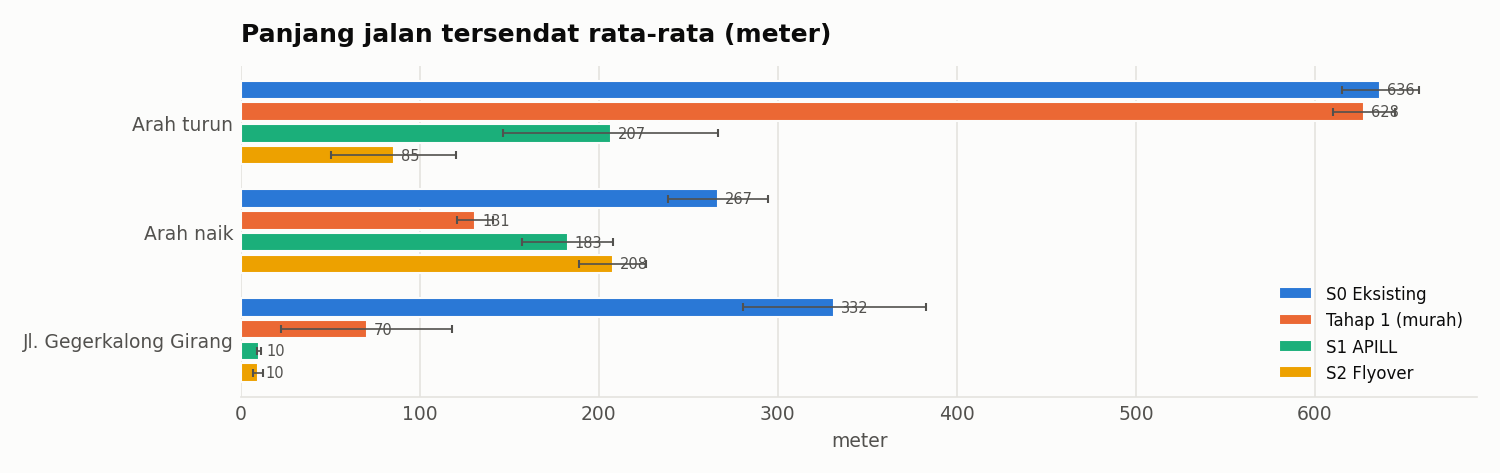 Panjang jalan tersendat rata-rata (meter)
Arah turun
636
628
207
85
Arah naik
267
131
183
208
Jl. Gegerkalong Girang
332
70
10
10
S0 Eksisting
Tahap 1 (murah)
S1 APILL
S2 Flyover
0 100 200 300 400 500 600
meter